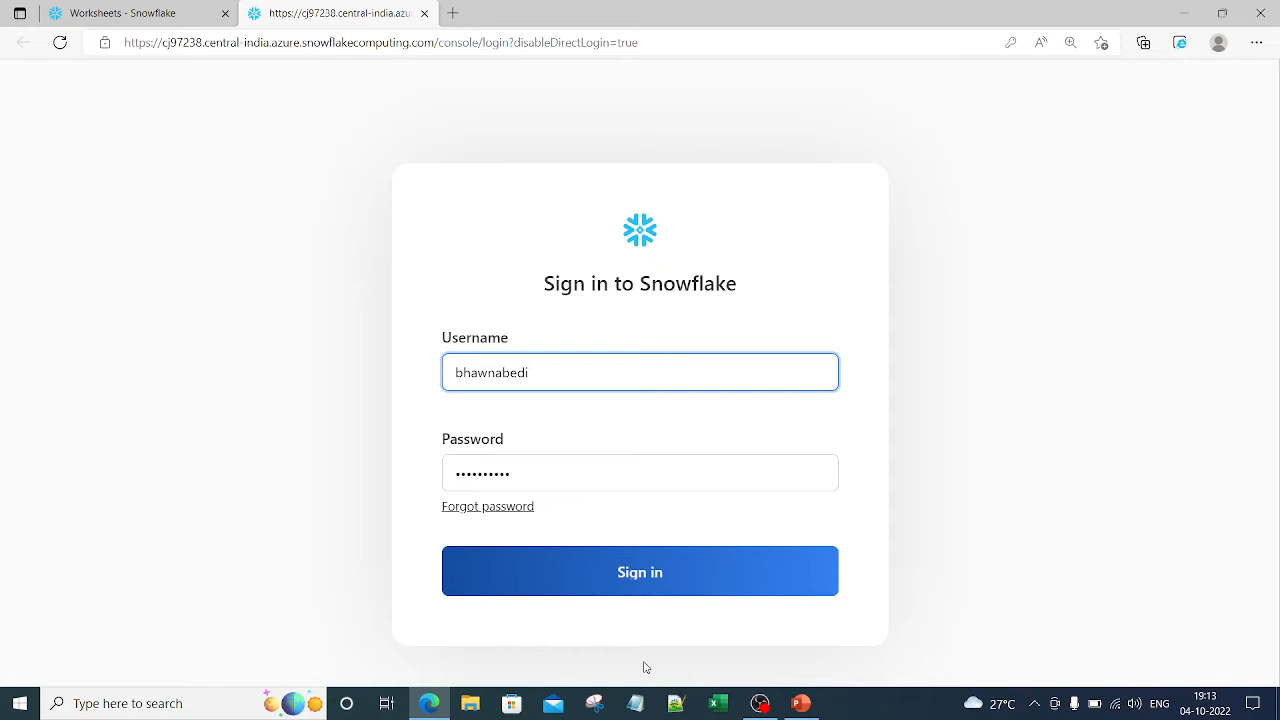 Worksheets - Snowflake
https://cj97238.central-india.azu
https://cj97238.central-india.azure.snowflakecomputing.com/console/login?disableDirectLogin=true
Sign in to Snowflake
Username
bhawnabedi
Password
••••••••••
Forgot password
Sign in
Type here to search
27°C
ENG
19:13
04-10-2022